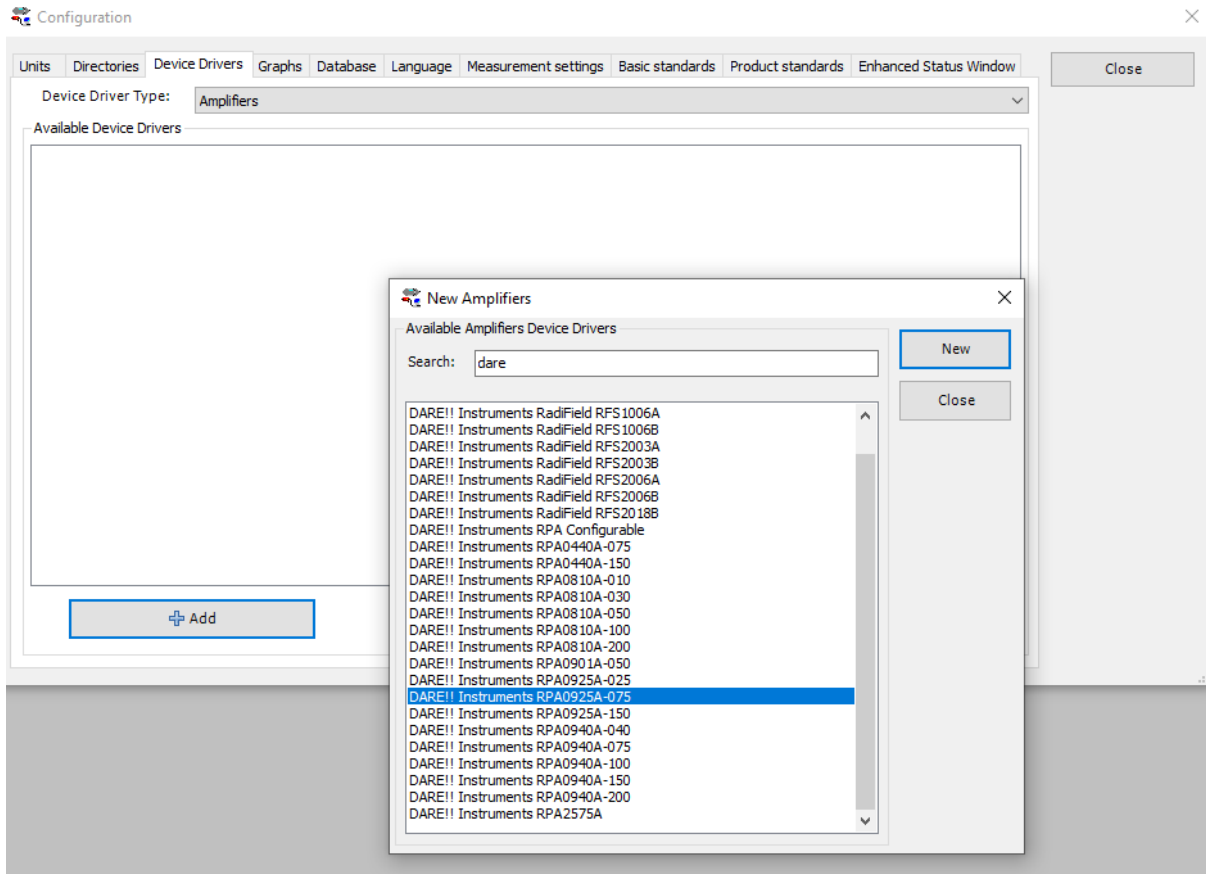 Configuration
Units Directories Device Drivers Graphs Database Language Measurement settings Basic standards Product standards Enhanced Status Window
Close
Device Driver Type: Amplifiers
Available Device Drivers
Add
New Amplifiers
Available Amplifiers Device Drivers
Search: dare
New
Close
DARE!! Instruments RadiField RFS1006A
DARE!! Instruments RadiField RFS1006B
DARE!! Instruments RadiField RFS2003A
DARE!! Instruments RadiField RFS2003B
DARE!! Instruments RadiField RFS2006A
DARE!! Instruments RadiField RFS2006B
DARE!! Instruments RadiField RFS2018B
DARE!! Instruments RPA Configurable
DARE!! Instruments RPA0440A-075
DARE!! Instruments RPA0440A-150
DARE!! Instruments RPA0810A-010
DARE!! Instruments RPA0810A-030
DARE!! Instruments RPA0810A-050
DARE!! Instruments RPA0810A-100
DARE!! Instruments RPA0810A-200
DARE!! Instruments RPA0901A-050
DARE!! Instruments RPA0925A-025
DARE!! Instruments RPA0925A-075
DARE!! Instruments RPA0925A-150
DARE!! Instruments RPA0940A-040
DARE!! Instruments RPA0940A-075
DARE!! Instruments RPA0940A-100
DARE!! Instruments RPA0940A-150
DARE!! Instruments RPA0940A-200
DARE!! Instruments RPA2575A